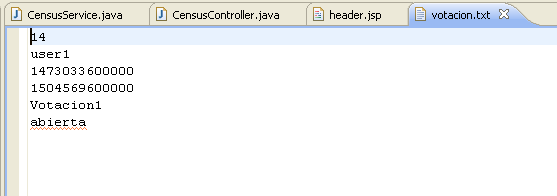 CensusService.java CensusController.java header.jsp votacion.txt
14
user1
1473033600000
1504569600000
Votacion1
abierta